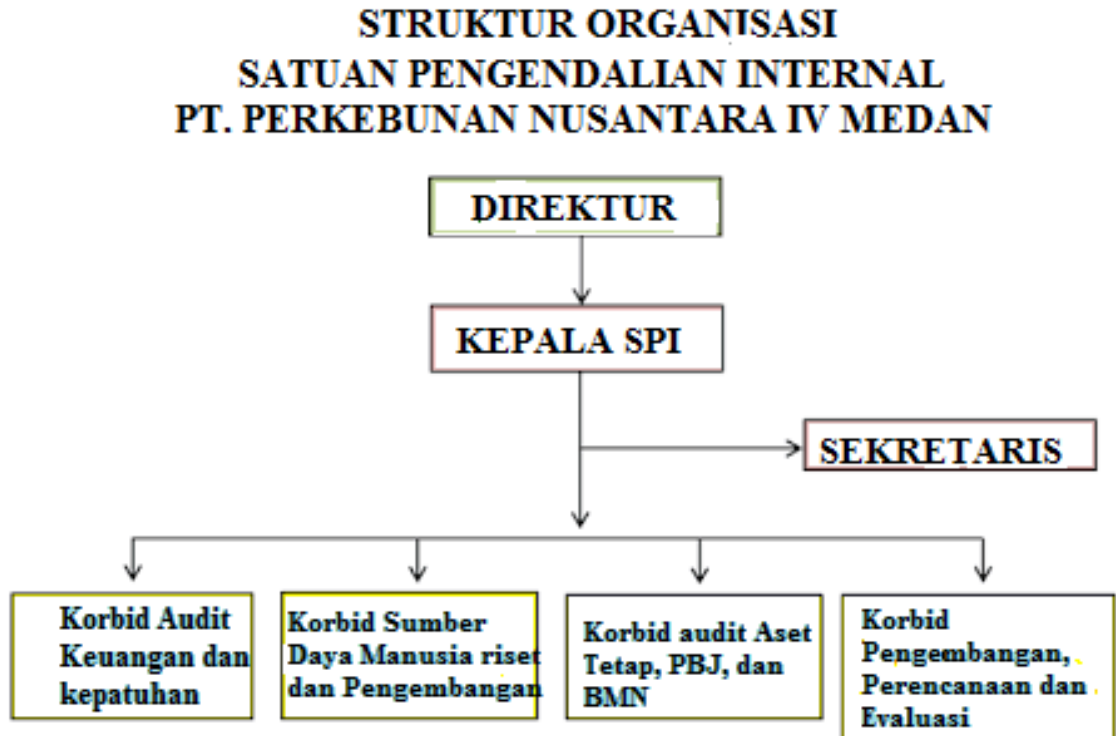 STRUKTUR ORGANISASI
SATUAN PENGENDALIAN INTERNAL
PT. PERKEBUNAN NUSANTARA IV MEDAN
DIREKTUR
KEPALA SPI
SEKRETARIS
Korbid Audit
Keuangan dan
kepatuhan
Korbid Sumber
Daya Manusia riset
dan Pengembangan
Korbid audit Aset
Tetap, PBJ, dan
BMN
Korbid
Pengembangan,
Perencanaan dan
Evaluasi